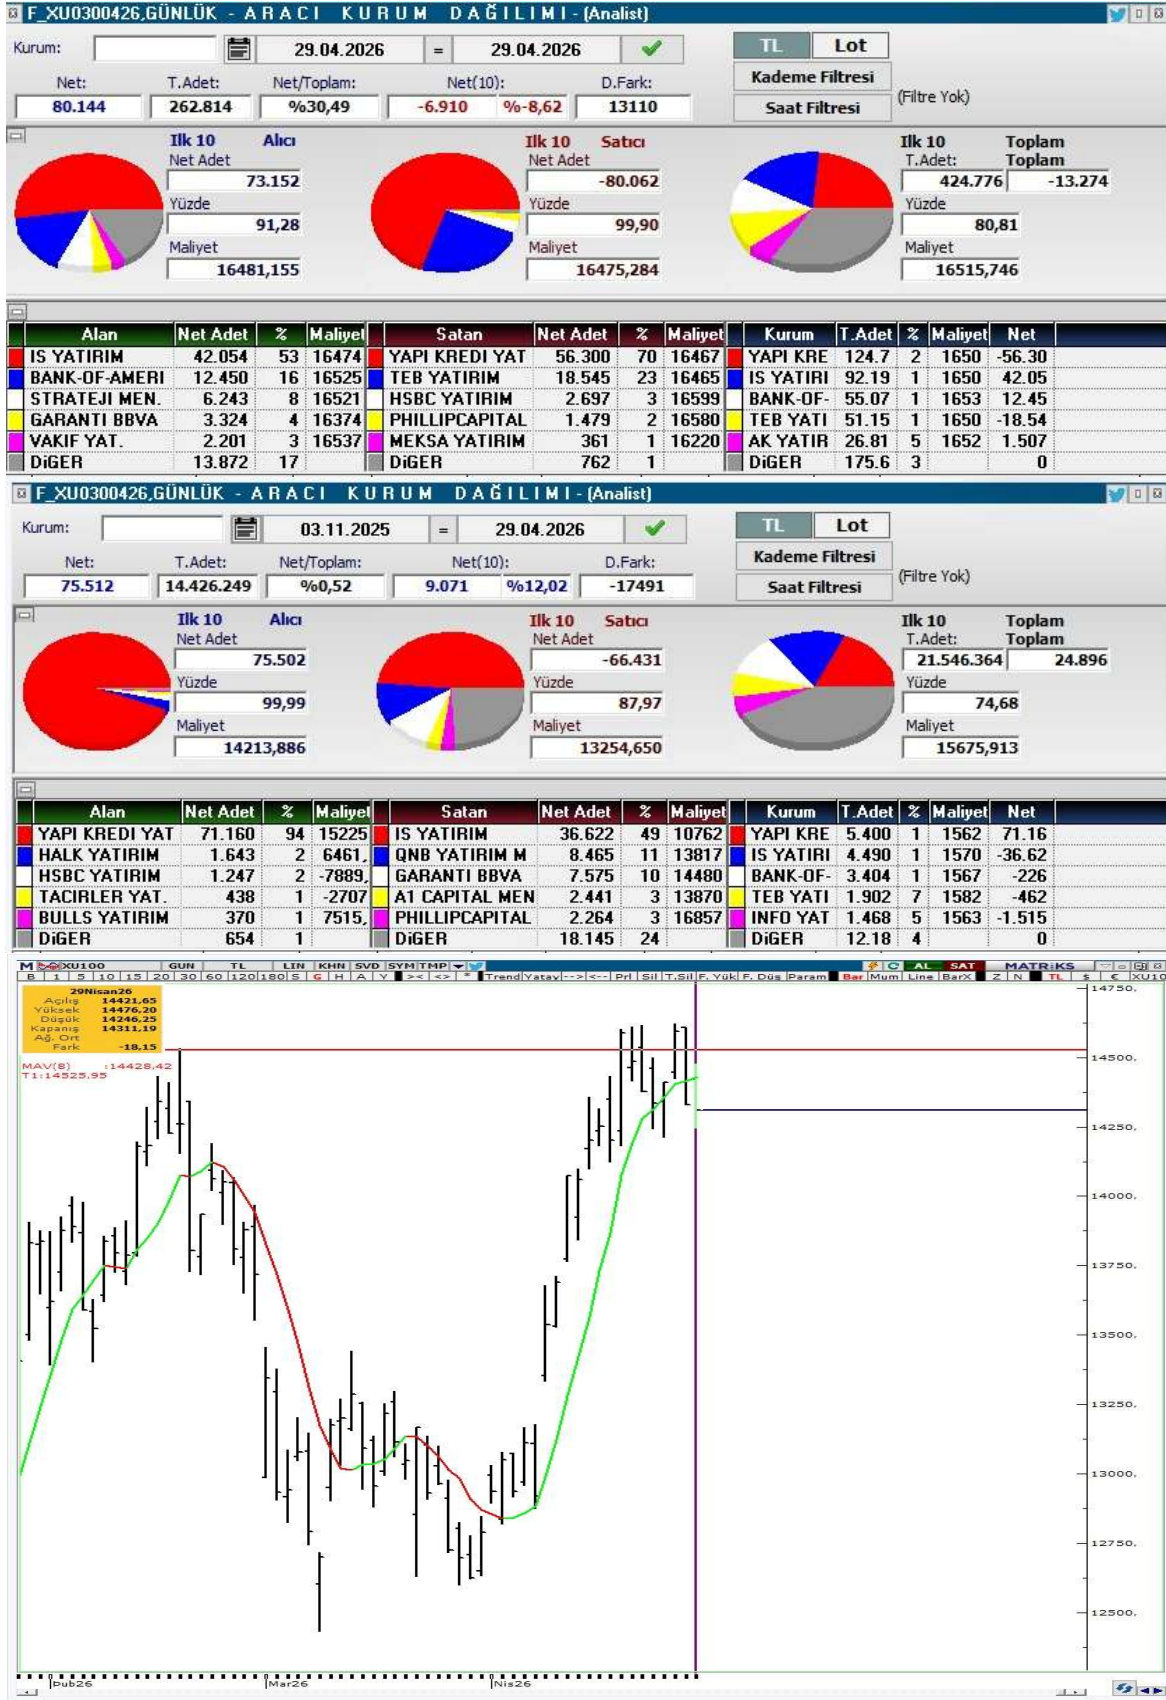 F_XU0300426,GÜNLÜK - ARACI KURUM DAĞILIMI - (Analist)
Kurum: 29.04.2026 = 29.04.2026 TL Lot
Net: T.Adet: Net/Toplam: Net(10): D.Fark: Kademe Filtresi
80.144 262.814 %30,49 -6.910 %-8,62 13110 Saat Filtresi (Filtre Yok)
Ilk 10 Alıcı Ilk 10 Satıcı Ilk 10 Toplam
Net Adet Net Adet T.Adet: Toplam
73.152 -80.062 424.776 -13.274
Yüzde Yüzde Yüzde
91,28 99,90 80,81
Maliyet Maliyet Maliyet
16481,155 16475,284 16515,746
Alan Net Adet % Maliyet Satan Net Adet % Maliyet Kurum T.Adet % Maliyet Net
IS YATIRIM 42.054 53 16474 YAPI KREDI YAT 56.300 70 16467 YAPI KRE 124.7 2 1650 -56.30
BANK-OF-AMERI 12.450 16 16525 TEB YATIRIM 18.545 23 16465 IS YATIRI 92.19 1 1650 42.05
STRATEJI MEN. 6.243 8 16521 HSBC YATIRIM 2.697 3 16599 BANK-OF- 55.07 1 1653 12.45
GARANTI BBVA 3.324 4 16374 PHILLIPCAPITAL 1.479 2 16580 TEB YATI 51.15 1 1650 -18.54
VAKIF YAT. 2.201 3 16537 MEKSA YATIRIM 361 1 16220 AK YATIR 26.81 5 1652 1.507
DiGER 13.872 17 DiGER 762 1 DiGER 175.6 3 0
F_XU0300426,GÜNLÜK - ARACI KURUM DAĞILIMI - (Analist)
Kurum: 03.11.2025 = 29.04.2026 TL Lot
Net: T.Adet: Net/Toplam: Net(10): D.Fark: Kademe Filtresi
75.512 14.426.249 %0,52 9.071 %12,02 -17491 Saat Filtresi (Filtre Yok)
Ilk 10 Alıcı Ilk 10 Satıcı Ilk 10 Toplam
Net Adet Net Adet T.Adet: Toplam
75.502 -66.431 21.546.364 24.896
Yüzde Yüzde Yüzde
99,99 87,97 74,68
Maliyet Maliyet Maliyet
14213,886 13254,650 15675,913
Alan Net Adet % Maliyet Satan Net Adet % Maliyet Kurum T.Adet % Maliyet Net
YAPI KREDI YAT 71.160 94 15225 IS YATIRIM 36.622 49 10762 YAPI KRE 5.400 1 1562 71.16
HALK YATIRIM 1.643 2 6461, QNB YATIRIM M 8.465 11 13817 IS YATIRI 4.490 1 1570 -36.62
HSBC YATIRIM 1.247 2 -7889, GARANTI BBVA 7.575 10 14480 BANK-OF- 3.404 1 1567 -226
TACIRLER YAT. 438 1 -2707 A1 CAPITAL MEN 2.441 3 13870 TEB YATI 1.902 7 1582 -462
BULLS YATIRIM 370 1 7515, PHILLIPCAPITAL 2.264 3 16857 INFO YAT 1.468 5 1563 -1.515
DiGER 654 1 DiGER 18.145 24 DiGER 12.18 4 0
XU100 GUN TL LIN KHN SVD SYM TMP AL SAT MATRiKS
B 1 5 10 15 20 30 60 120 180 S G H A Y >< <> * Trend Yatay --> <-- Prl Sil T.Sil F. Yük F. Düş Param Bar Mum Line BarX Z N TL $ € XU10
29Nisan26
Açılış 14421,65
Yüksek 14476,20
Düşük 14246,25
Kapanış 14311,19
Ağ. Ort
Fark -18,15
MAV(8) :14428,42
T1:14525,95
14750,
14500,
14250,
14000,
13750,
13500,
13250,
13000,
12750,
12500,
Þub26 Mar26 Nis26